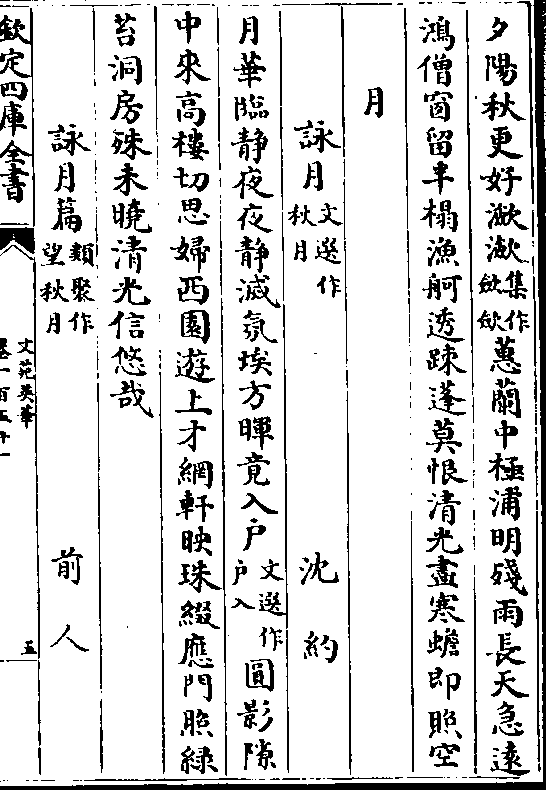 夕陽秋更好瀲瀲集作斂斂蕙蘭中極浦明殘雨長天急遠
鴻僧窗留半榻漁舸透踈蓬莫恨清光盡寒蟾即照空
月
詠月文選作秋月 沈約
月華臨靜夜夜靜滅氛埃方暉竟入户文選作户入圓影隙
中來高樓切思婦西園遊上才網軒映珠綴應門照緑
苔洞房殊未曉清光信悠哉
詠月篇類聚作望秋月 前人
欽定四庫全書
文苑英華
卷一百五十一
五